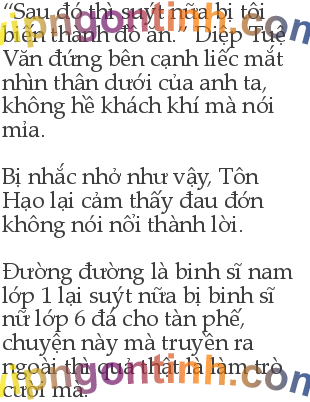 “Sau đó thì suýt nữa bị tôi
biến thành đồ ăn.” Diệp Tuệ
Văn đứng bên cạnh liếc mắt
nhìn thân dưới của anh ta,
không hề khách khí mà nói
mỉa.
Bị nhắc nhở như vậy, Tôn
Hạo lại cảm thấy đau đớn
không nói nổi thành lời.
Đường đường là binh sĩ nam
lớp 1 lại suýt nữa bị binh sĩ
nữ lớp 6 đá cho tàn phế,
chuyện này mà truyền ra
ngoài thì quả thật là làm trò
cười mà.
vipngontinh.com
vipngontinh.com